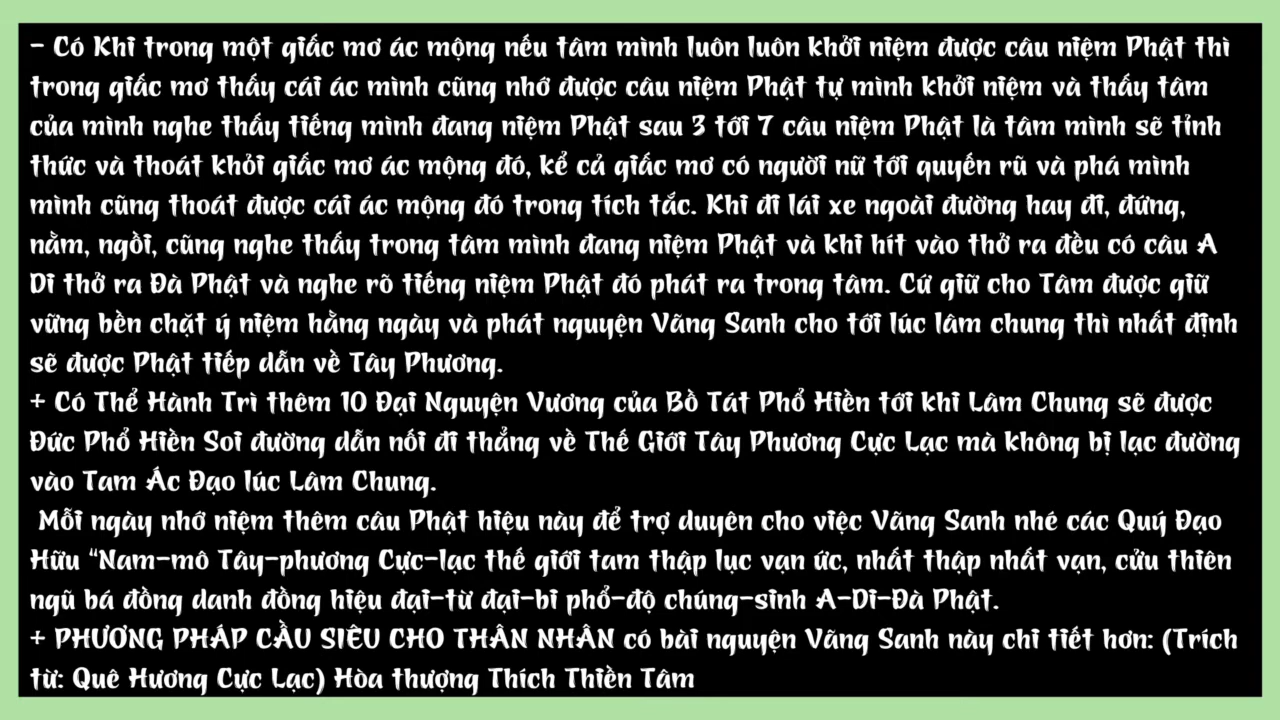 - Có Khi trong một giấc mơ ác mộng nếu tâm mình luôn luôn khởi niệm được câu niệm Phật thì
trong giấc mơ thấy cái ác mình cũng nhớ được câu niệm Phật tự mình khởi niệm và thấy tâm
của mình nghe thấy tiếng mình đang niệm Phật sau 3 tới 7 câu niệm Phật là tâm mình sẽ tỉnh
thức và thoát khỏi giấc mơ ác mộng đó, kể cả giấc mơ có người nữ tới quyến rũ và phá mình
mình cũng thoát được cái ác mộng đó trong tích tắc. Khi đi lái xe ngoài đường hay đi, đứng,
nằm, ngồi, cũng nghe thấy trong tâm mình đang niệm Phật và khi hít vào thở ra đều có câu A
Di thở ra Đà Phật và nghe rõ tiếng niệm Phật đó phát ra trong tâm. Cứ giữ cho Tâm được giữ
vững bền chặt ý niệm hằng ngày và phát nguyện Vãng Sanh cho tới lúc lâm chung thì nhất định
sẽ được Phật tiếp dẫn về Tây Phương.
+ Có Thể Hành Trì thêm 10 Đại Nguyện Vương của Bồ Tát Phổ Hiền tới khi Lâm Chung sẽ được
Đức Phổ Hiền Soi đường dẫn nối đi thẳng về Thế Giới Tây Phương Cực Lạc mà không bị lạc đường
vào Tam Ác Đạo lúc Lâm Chung.
Mỗi ngày nhớ niệm thêm câu Phật hiệu này để trợ duyên cho việc Vãng Sanh nhé các Quý Đạo
Hữu "Nam-mô Tây-phương Cực-lạc thế giới tam thập lục vạn ức, nhất thập nhất vạn, cửu thiên
ngũ bá đồng danh đồng hiệu đại-từ đại-bi phổ-độ chúng-sinh A-Di-Đà Phật.
+ PHƯƠNG PHÁP CẦU SIÊU CHO THÂN NHÂN có bài nguyện Vãng Sanh này chi tiết hơn: (Trích
từ: Quê Hương Cực Lạc) Hòa thượng Thích Thiền Tâm